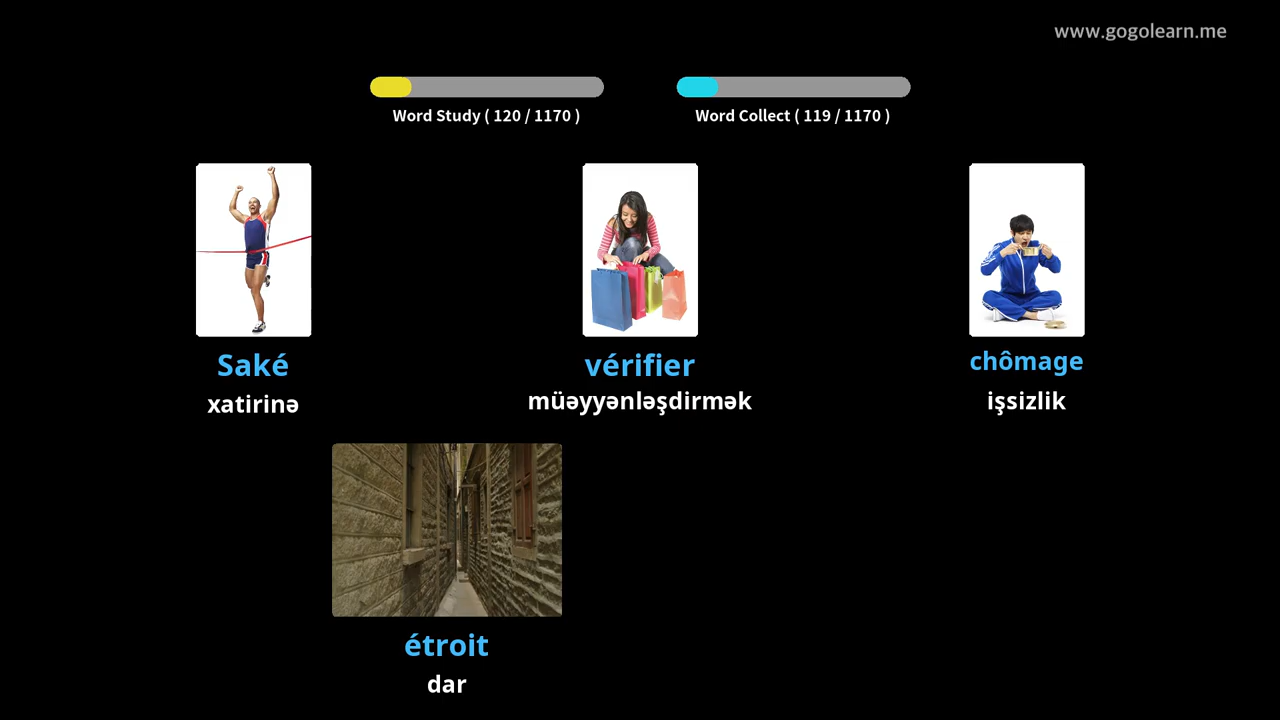 www.gogolearn.me
Word Study ( 120 / 1170 )
Word Collect ( 119 / 1170 )
Saké
xatirinə
vérifier
müəyyənləşdirmək
chômage
işsizlik
étroit
dar